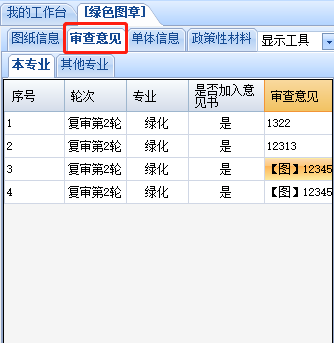 我的工作台 [绿色图章]
图纸信息 审查意见 单体信息 政策性材料 显示工具
本专业 其他专业
序号 轮次 专业 是否加入意见书 审查意见
1 复审第2轮 绿化 是 1322
2 复审第2轮 绿化 是 12313
3 复审第2轮 绿化 是 【图】12345
4 复审第2轮 绿化 是 【图】12345